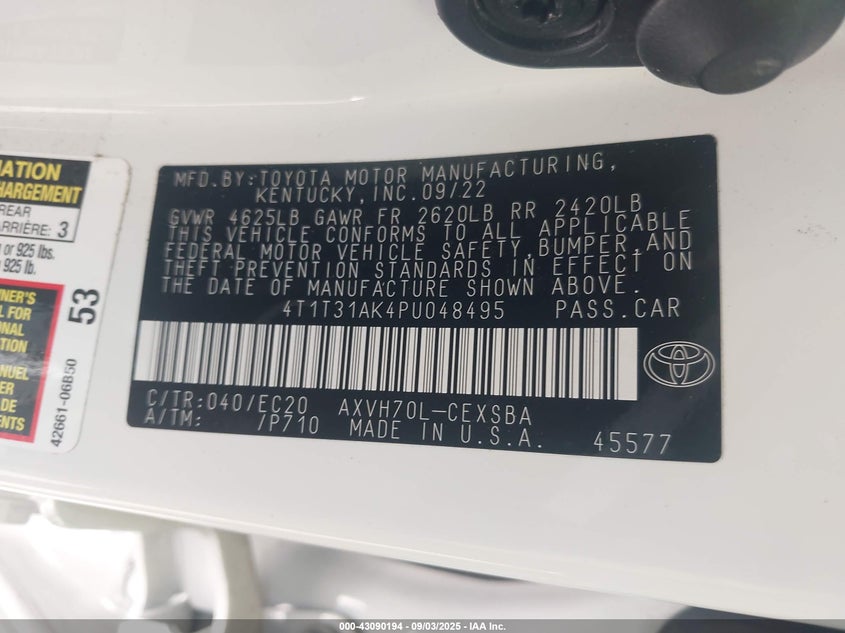 MFD.BY:TOYOTA MOTOR MANUFACTURING,
KENTUCKY,INC.09/22
GVWR 4625LB GAWR FR 2620LB RR 2420LB
THIS VEHICLE CONFORMS TO ALL APPLICABLE
FEDERAL MOTOR VEHICLE SAFETY,BUMPER,AND
THEFT PREVENTION STANDARDS IN EFFECT ON
THE DATE OF MANUFACTURE SHOWN ABOVE.
4T1T31AK4PU048495 PASS.CAR
C/TR:040/EC20 AXVH70L-CEXSBA
A/TM: /P710 MADE IN U.S.A. 45577
REAR
ARRIÈRE: 3
or 925 lbs.
925 lb.
53
42661-06B50
000-43090194 - 09/03/2025 - IAA Inc.